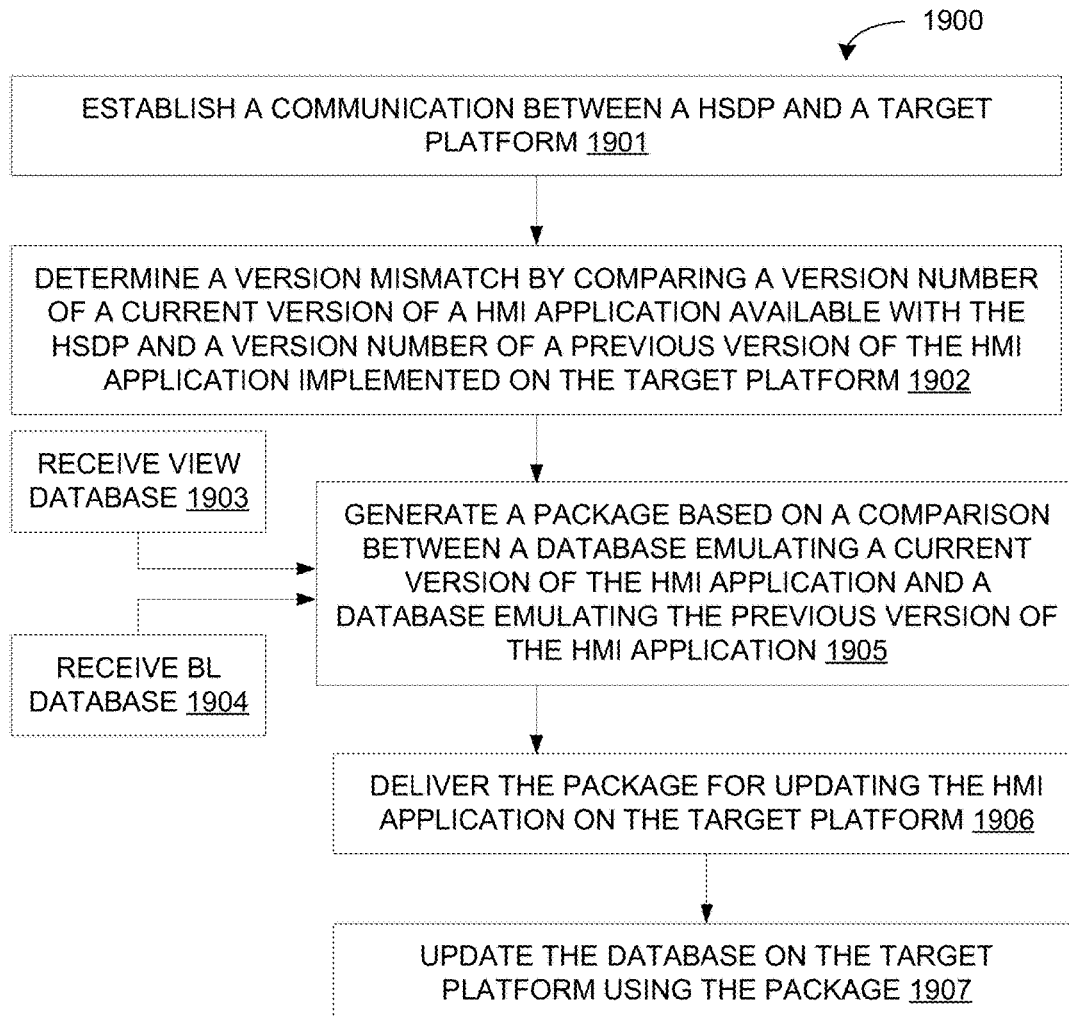 1900
ESTABLISH A COMMUNICATION BETWEEN A HSDP AND A TARGET
PLATFORM 1901
DETERMINE A VERSION MISMATCH BY COMPARING A VERSION NUMBER
OF A CURRENT VERSION OF A HMI APPLICATION AVAILABLE WITH THE
HSDP AND A VERSION NUMBER OF A PREVIOUS VERSION OF THE HMI
APPLICATION IMPLEMENTED ON THE TARGET PLATFORM 1902
RECEIVE VIEW
DATABASE 1903
RECEIVE BL
DATABASE 1904
GENERATE A PACKAGE BASED ON A COMPARISON
BETWEEN A DATABASE EMULATING A CURRENT
VERSION OF THE HMI APPLICATION AND A
DATABASE EMULATING THE PREVIOUS VERSION OF
THE HMI APPLICATION 1905
DELIVER THE PACKAGE FOR UPDATING THE HMI
APPLICATION ON THE TARGET PLATFORM 1906
UPDATE THE DATABASE ON THE TARGET
PLATFORM USING THE PACKAGE 1907